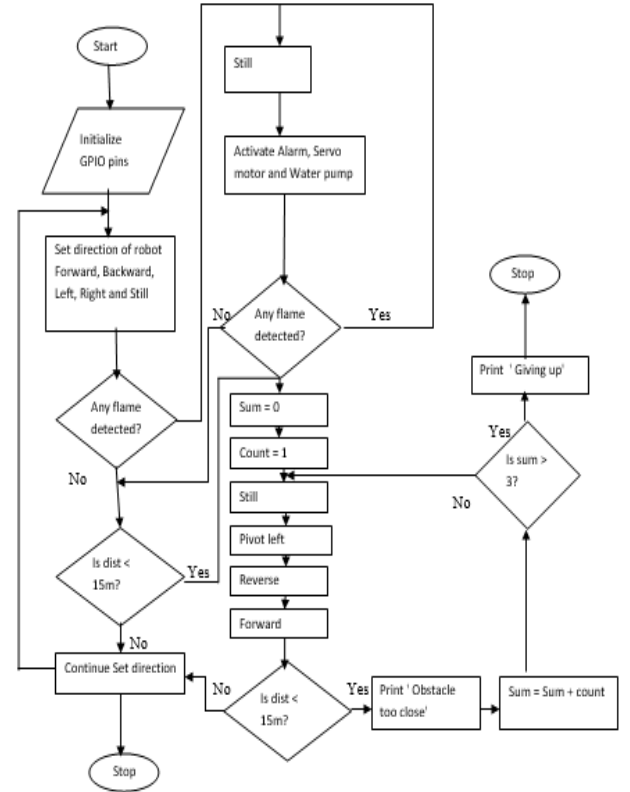 Start
Initialize
GPIO pins
Set direction of robot
Forward, Backward,
Left, Right and Still
Any flame
detected?
No
Is dist <
15m?
Yes
No
Continue Set direction
Stop
Still
Activate Alarm, Servo
motor and Water pump
No
Any flame
detected?
Yes
Sum = 0
Count = 1
Still
Pivot left
Reverse
Forward
No
Is dist <
15m?
Yes
Print ' Obstacle
too close'
Sum = Sum + count
No
Is sum >
3?
Yes
Print ' Giving up'
Stop